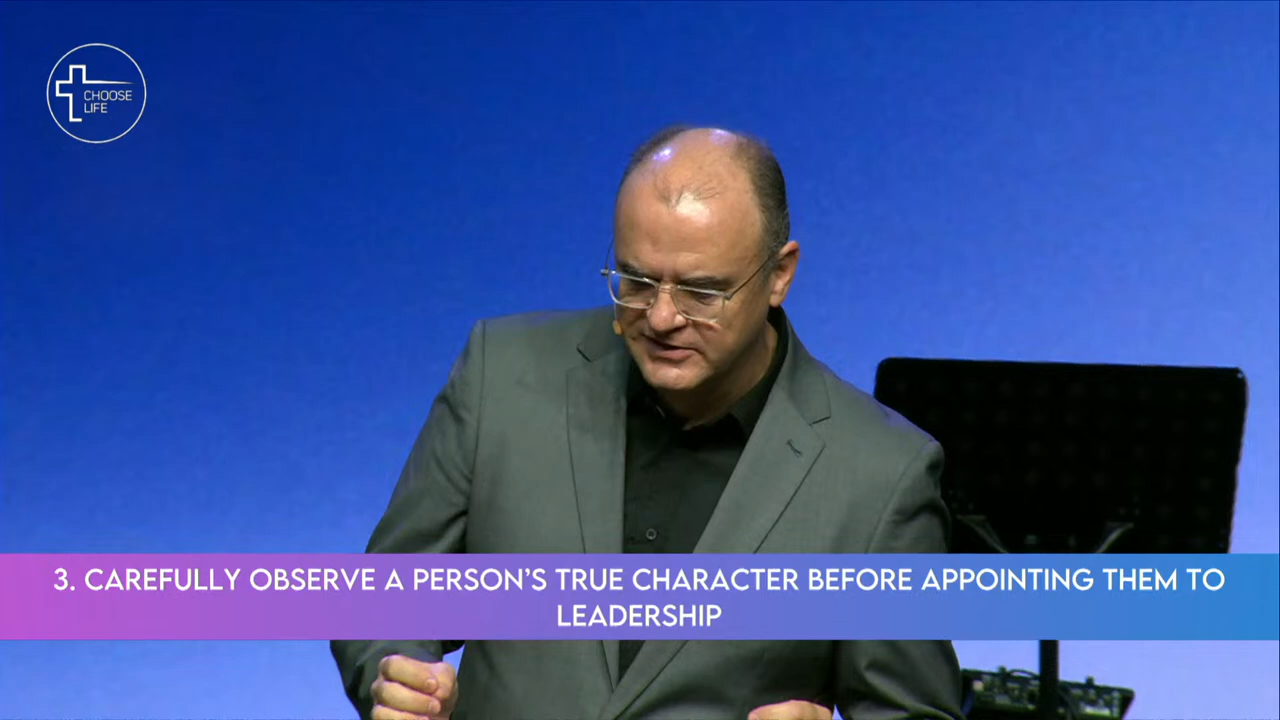 CHOOSE
LIFE
3. CAREFULLY OBSERVE A PERSON'S TRUE CHARACTER BEFORE APPOINTING THEM TO
LEADERSHIP